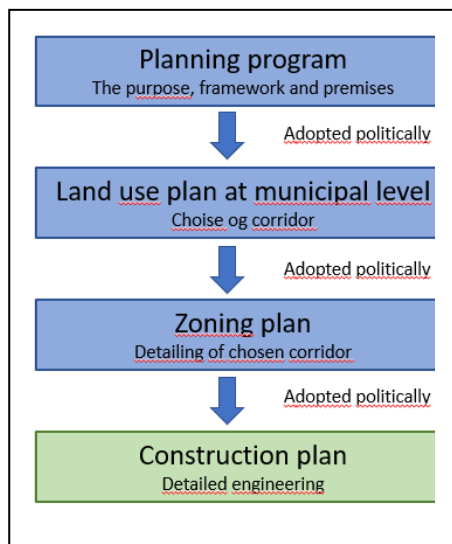 Planning program
The purpose, framework and premises
Adopted politically
Land use plan at municipal level
Choise og corridor
Adopted politically
Zoning plan
Detailing of chosen corridor
Adopted politically
Construction plan
Detailed engineering